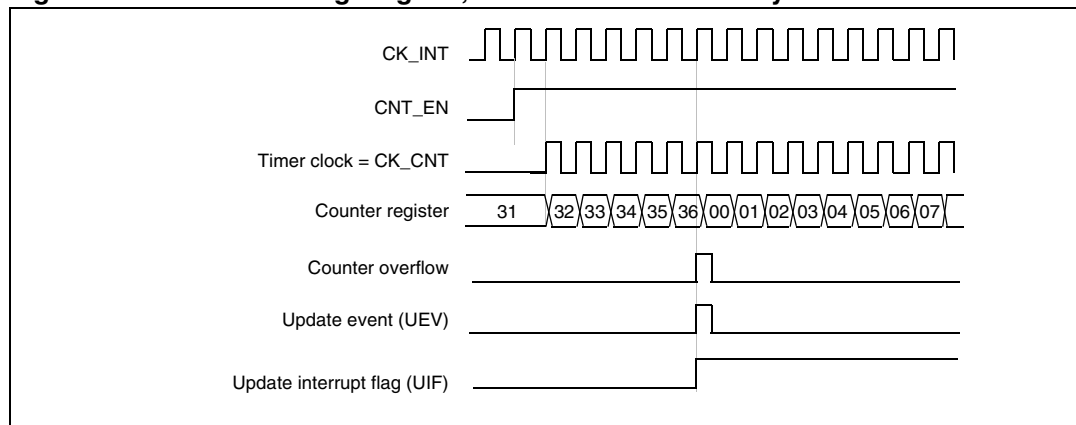 CK_INT
CNT_EN
Timer clock = CK_CNT
Counter register 31 32 33 34 35 36 00 01 02 03 04 05 06 07
Counter overflow
Update event (UEV)
Update interrupt flag (UIF)